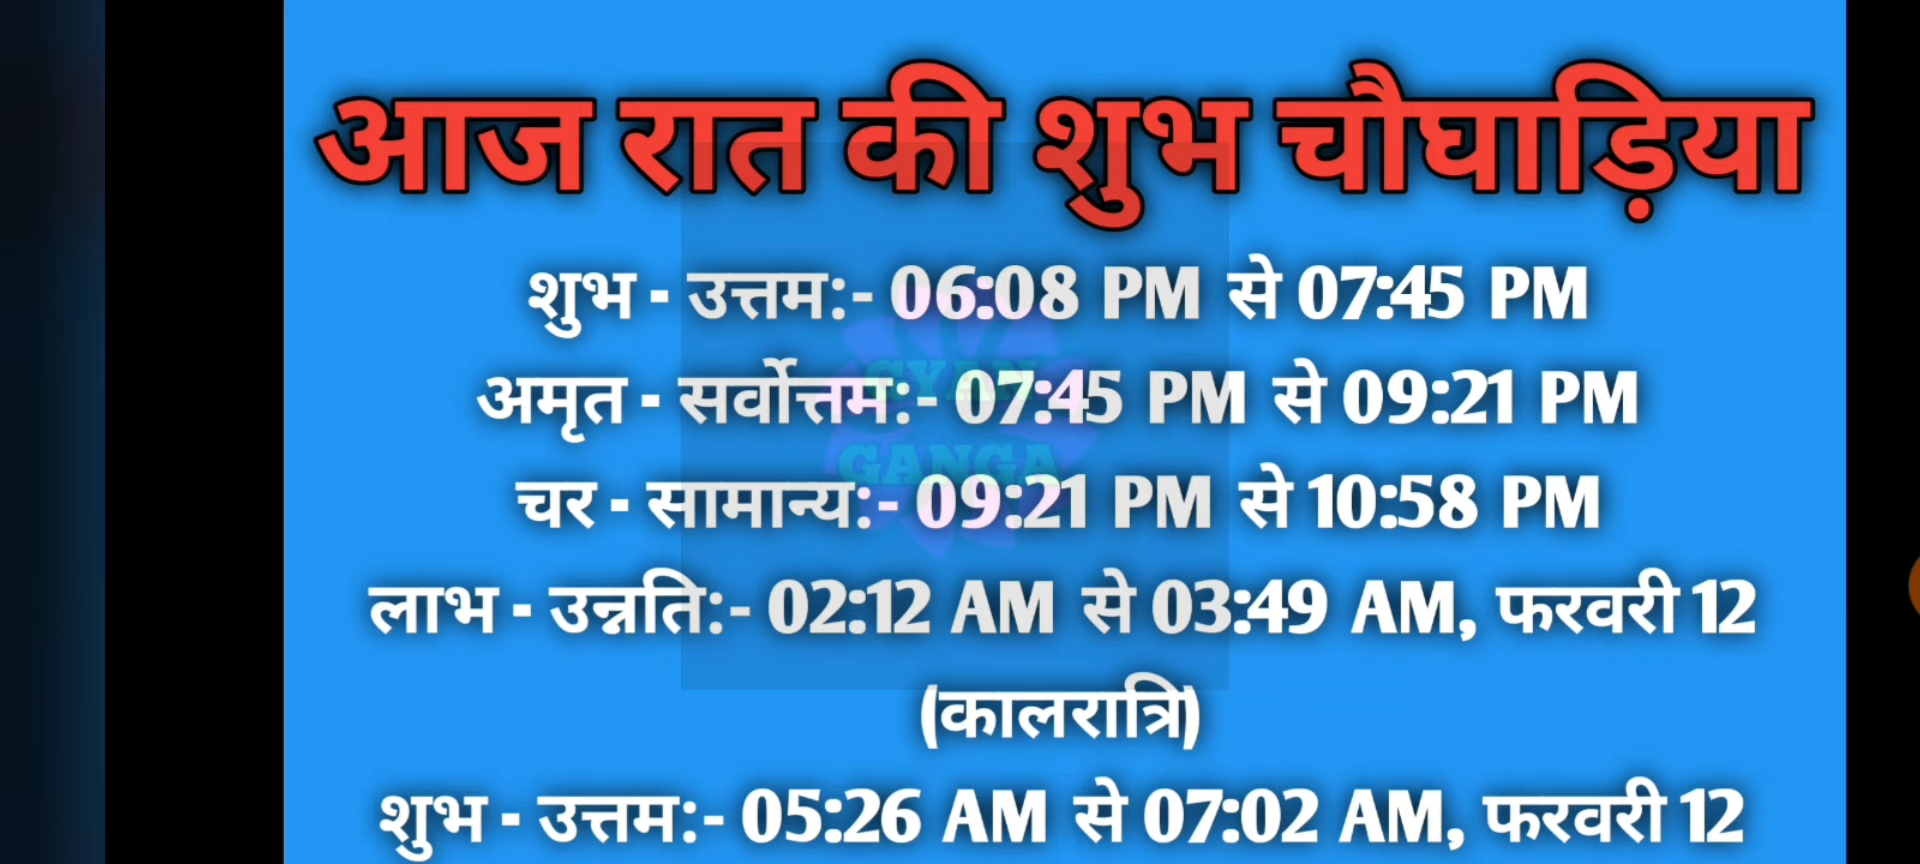 आज रात की शुभ चौघाड़िया
शुभ - उत्तम:- 06:08 PM से 07:45 PM
अमृत - सर्वोत्तम:- 07:45 PM से 09:21 PM
चर - सामान्य:- 09:21 PM से 10:58 PM
लाभ - उन्नति:- 02:12 AM से 03:49 AM, फरवरी 12
(कालरात्रि)
शुभ - उत्तम:- 05:26 AM से 07:02 AM, फरवरी 12
GYAN
GANGA